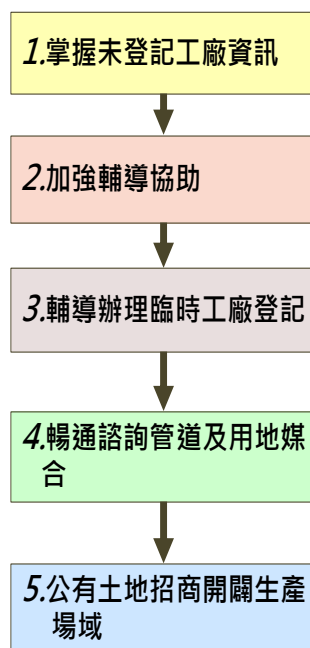 1.掌握未登記工廠資訊
2.加強輔導協助
3.輔導辦理臨時工廠登記
4.暢通諮詢管道及用地媒
合
5.公有土地招商開闢生產
場域